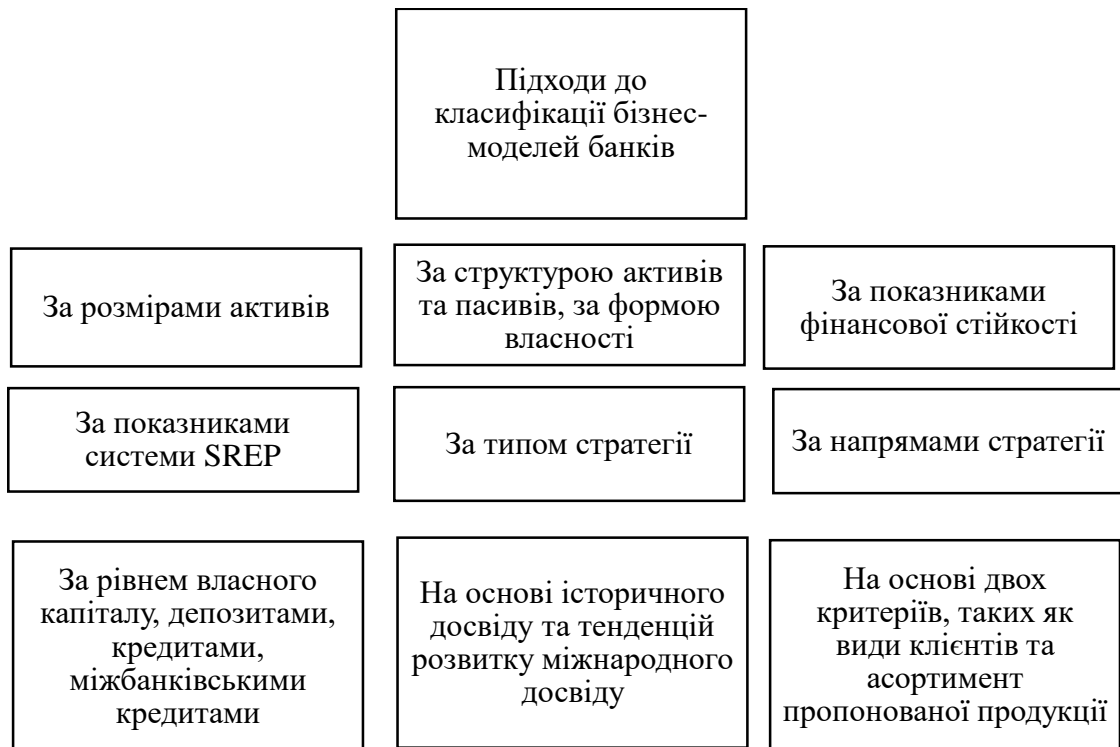 Підходи до
класифікації бізнес-
моделей банків
За розмірами активів
За структурою активів
та пасивів, за формою
власності
За показниками
фінансової стійкості
За показниками
системи SREP
За типом стратегії
За напрямами стратегії
За рівнем власного
капіталу, депозитами,
кредитами,
міжбанківськими
кредитами
На основі історичного
досвіду та тенденцій
розвитку міжнародного
досвіду
На основі двох
критеріїв, таких як
види клієнтів та
асортимент
пропонованої продукції